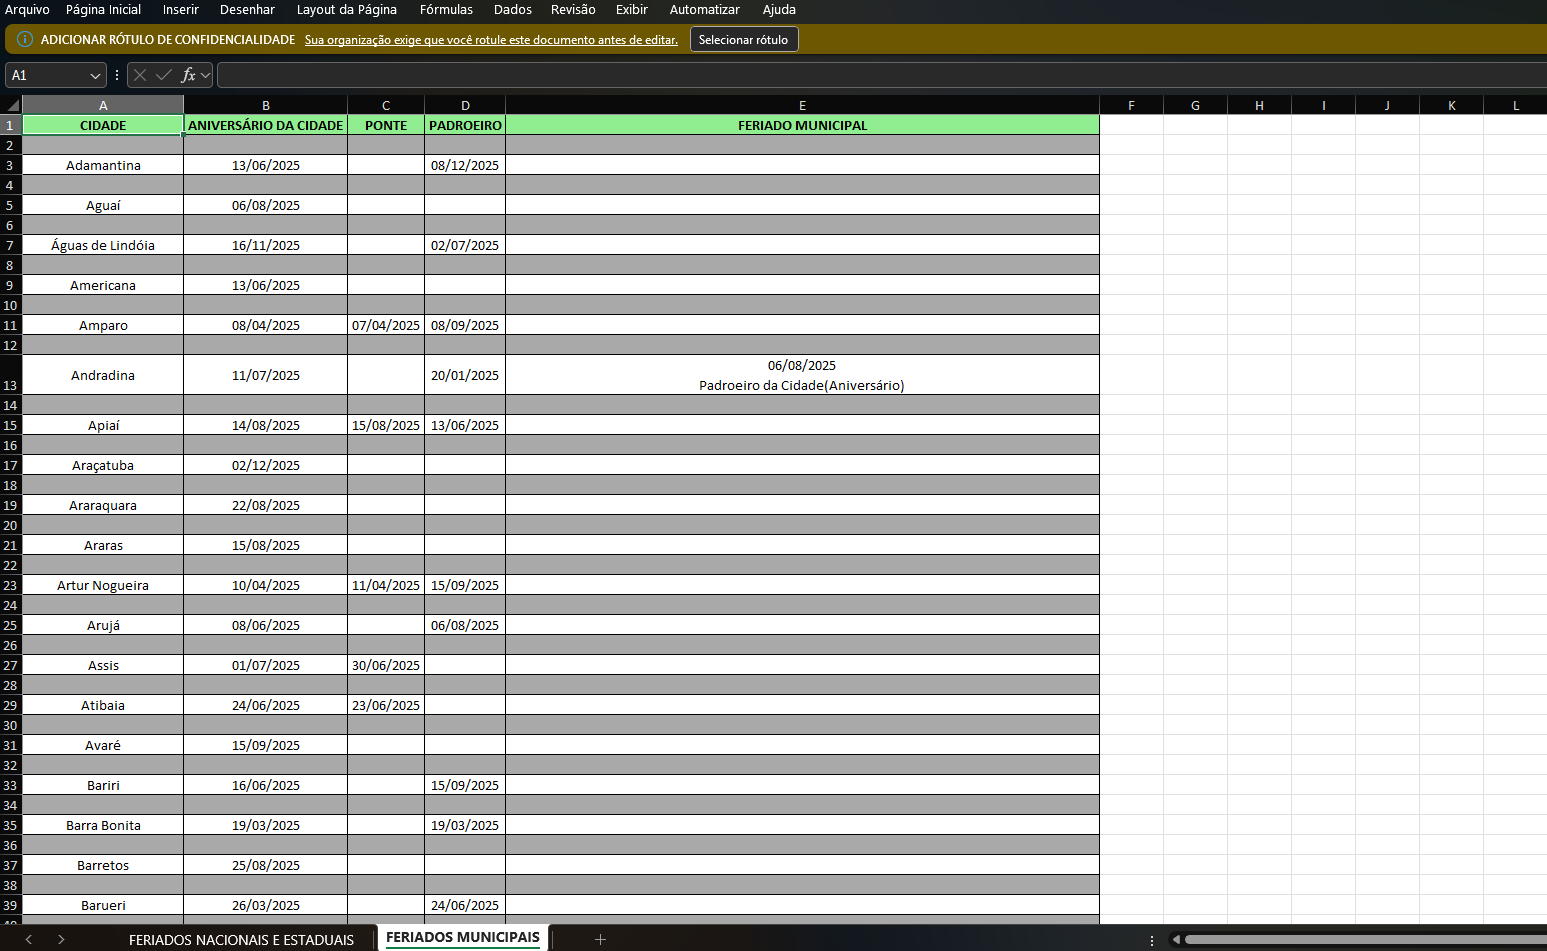 Arquivo Página Inicial Inserir Desenhar Layout da Página Fórmulas Dados Revisão Exibir Automatizar Ajuda
ADICIONAR RÓTULO DE CONFIDENCIALIDADE Sua organização exige que você rotule este documento antes de editar. Selecionar rótulo
A1 fx
A B C D E F G H I J K L
1 CIDADE ANIVERSÁRIO DA CIDADE PONTE PADROEIRO FERIADO MUNICIPAL
2
3 Adamantina 13/06/2025 08/12/2025
4
5 Aguaí 06/08/2025
6
7 Águas de Lindóia 16/11/2025 02/07/2025
8
9 Americana 13/06/2025
10
11 Amparo 08/04/2025 07/04/2025 08/09/2025
12
06/08/2025
13 Andradina 11/07/2025 20/01/2025 Padroeiro da Cidade(Aniversário)
14
15 Apiaí 14/08/2025 15/08/2025 13/06/2025
16
17 Araçatuba 02/12/2025
18
19 Araraquara 22/08/2025
20
21 Araras 15/08/2025
22
23 Artur Nogueira 10/04/2025 11/04/2025 15/09/2025
24
25 Arujá 08/06/2025 06/08/2025
26
27 Assis 01/07/2025 30/06/2025
28
29 Atibaia 24/06/2025 23/06/2025
30
31 Avaré 15/09/2025
32
33 Bariri 16/06/2025 15/09/2025
34
35 Barra Bonita 19/03/2025 19/03/2025
36
37 Barretos 25/08/2025
38
39 Barueri 26/03/2025 24/06/2025
FERIADOS NACIONAIS E ESTADUAIS FERIADOS MUNICIPAIS